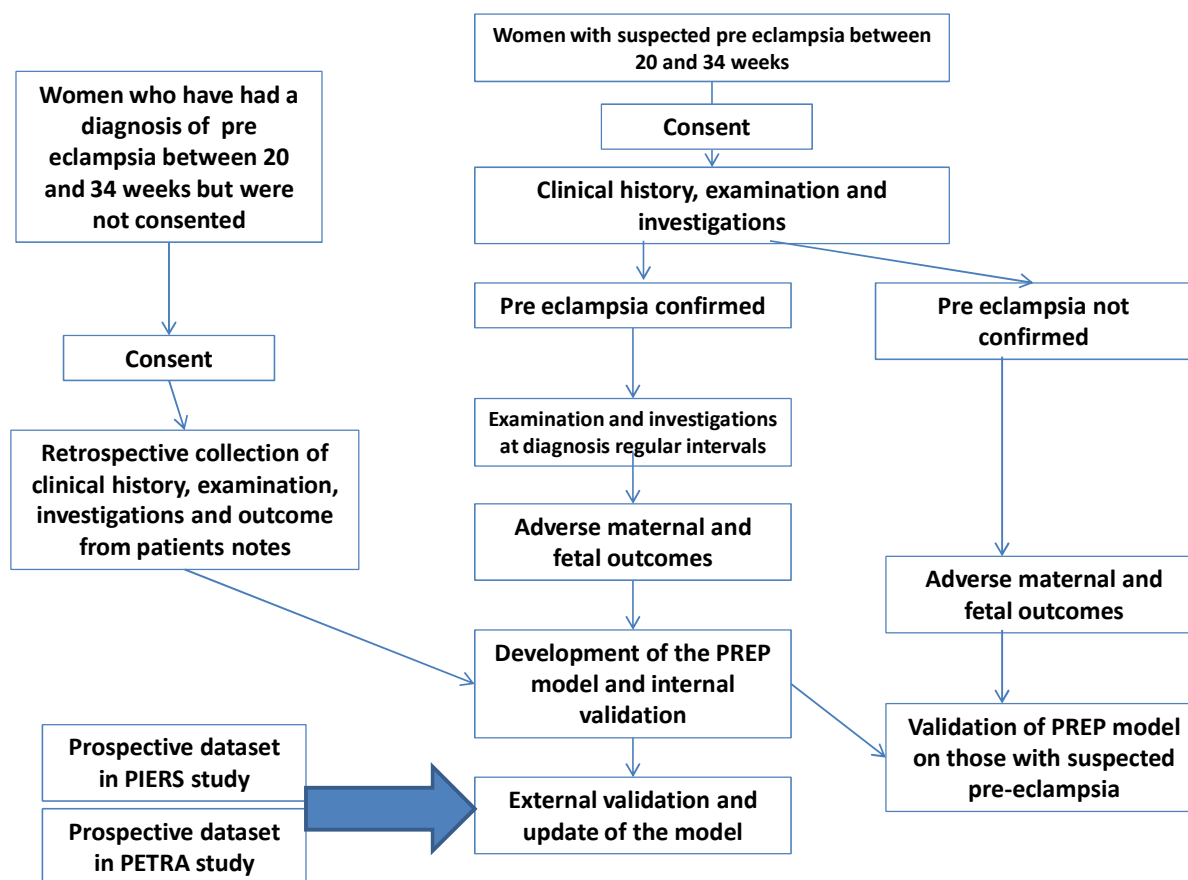 Women with suspected pre eclampsia between
20 and 34 weeks
Women who have had a
diagnosis of pre
eclampsia between 20
and 34 weeks but were
not consented
Consent
Clinical history, examination and
investigations
Pre eclampsia confirmed
Pre eclampsia not
confirmed
Consent
Examination and investigations
at diagnosis regular intervals
Retrospective collection of
clinical history, examination,
investigations and outcome
from patients notes
Adverse maternal and
fetal outcomes
Adverse maternal and
fetal outcomes
Development of the PREP
model and internal
validation
Validation of PREP model
on those with suspected
pre-eclampsia
Prospective dataset
in PIERS study
Prospective dataset
in PETRA study
External validation and
update of the model